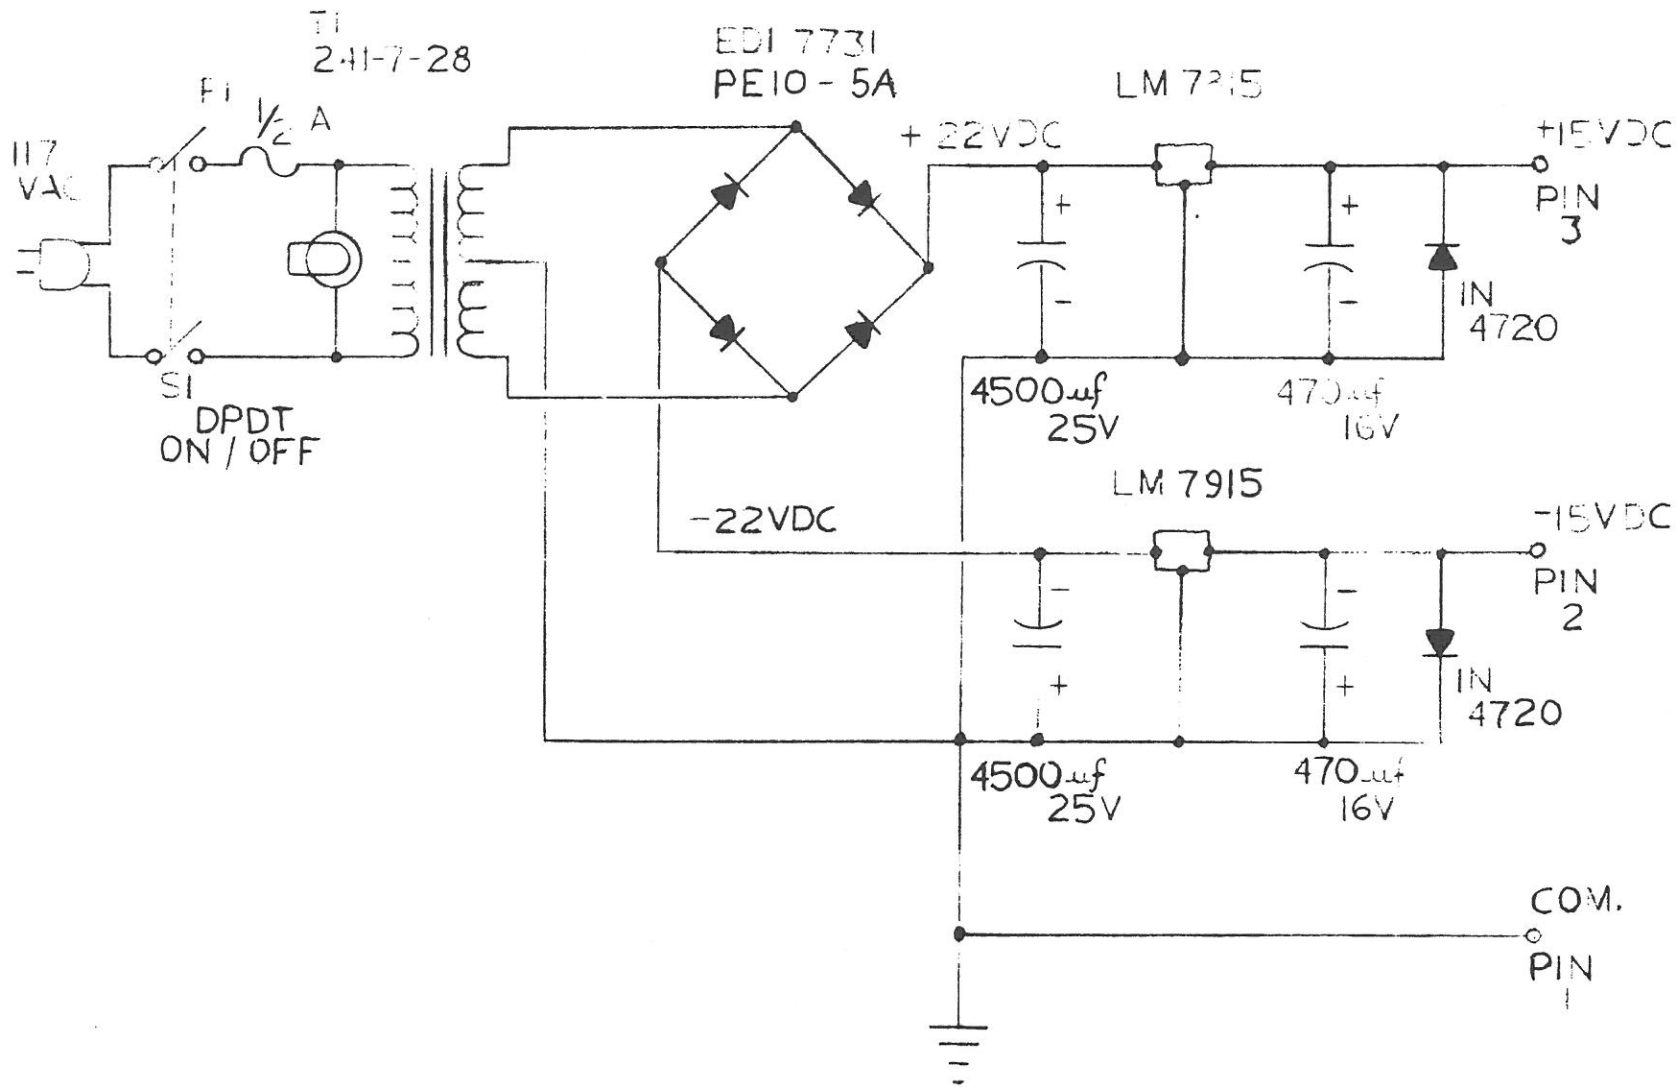 T1
241-7-28
EDI 7731
PE10-5A
F1
1/2 A
117
VAC
S1
DPDT
ON / OFF
+22VDC
LM 7815
+15VDC
PIN
3
+
-
+
-
IN
4720
4500uf
25V
470uf
16V
-22VDC
LM 7915
-15VDC
PIN
2
-
+
-
+
IN
4720
4500uf
25V
470uf
16V
COM.
PIN
1